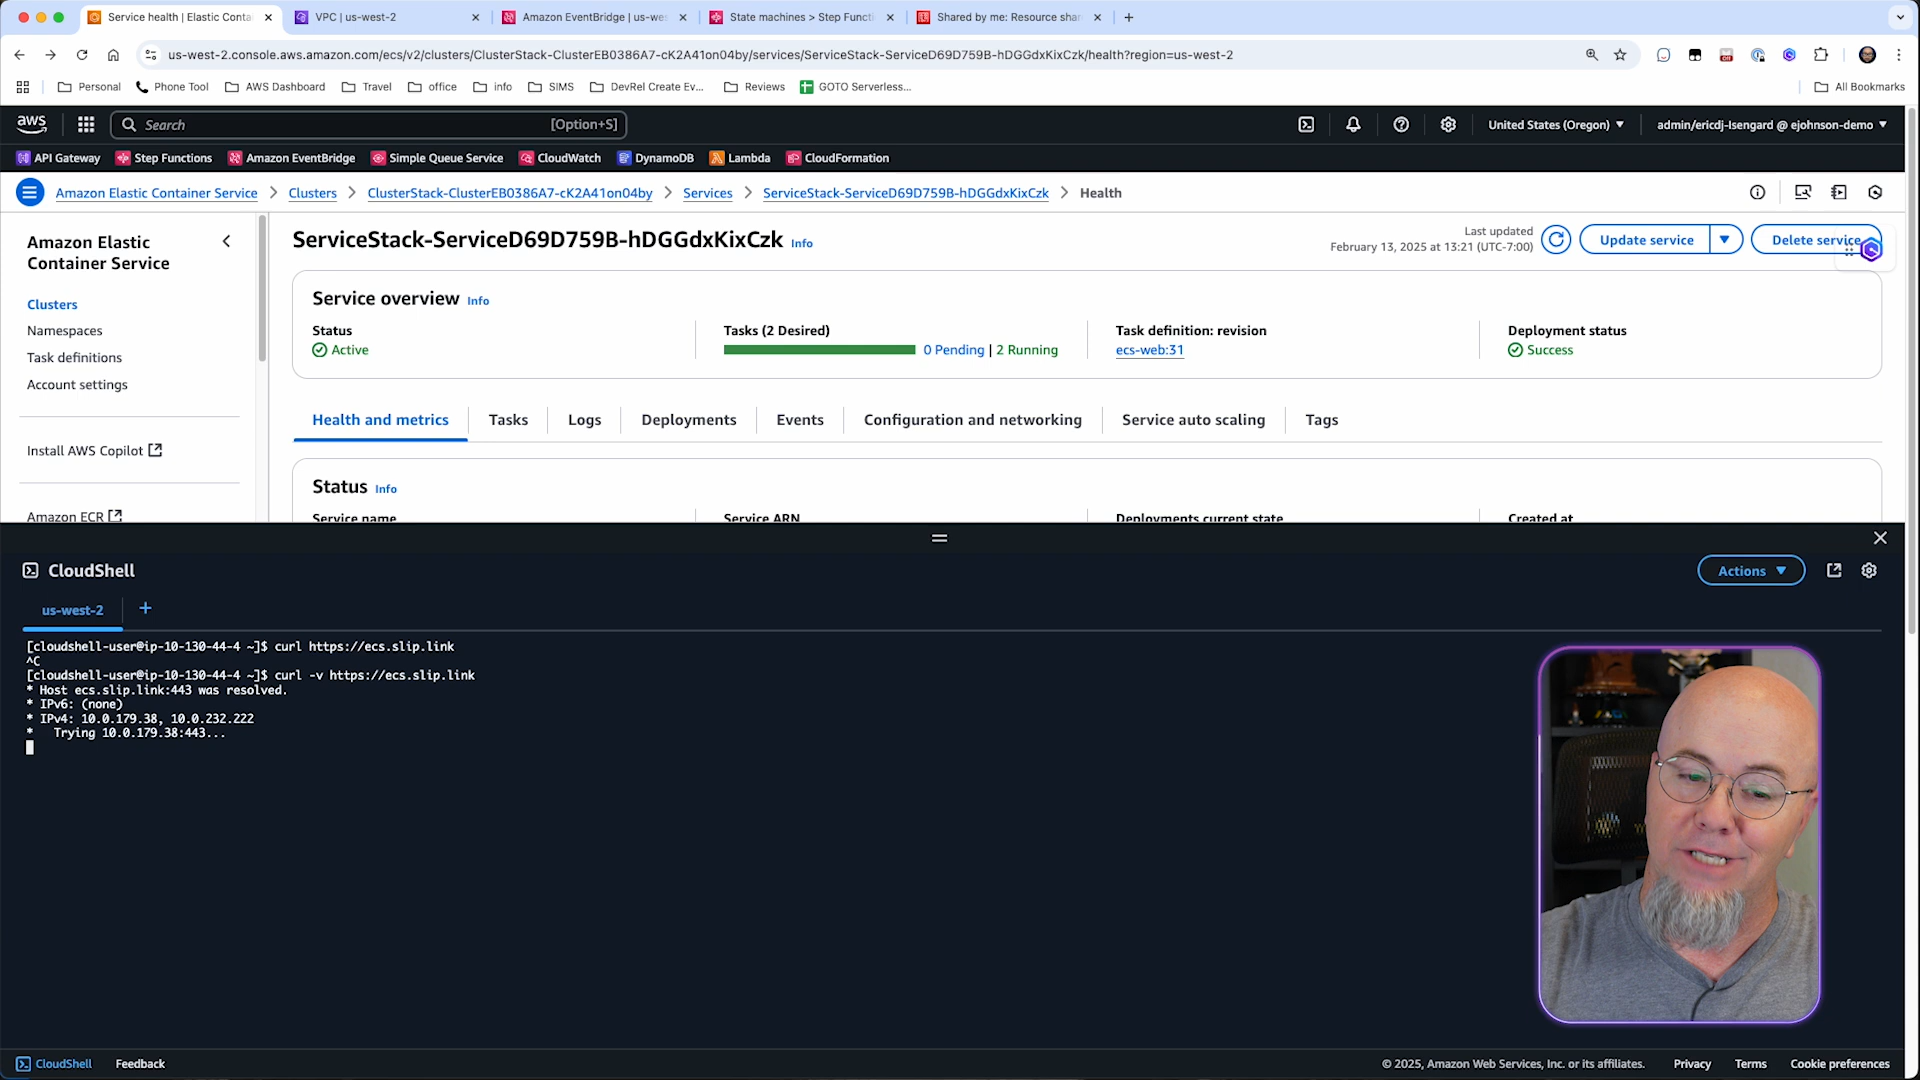 Service health | Elastic Conta
VPC | us-west-2
Amazon EventBridge | us-wes
State machines > Step Functi
Shared by me: Resource shar
us-west-2.console.aws.amazon.com/ecs/v2/clusters/ClusterStack-ClusterEB0386A7-cK2A41on04by/services/ServiceStack-ServiceD69D759B-hDGGdxKixCzk/health?region=us-west-2
Personal
Phone Tool
AWS Dashboard
Travel
office
info
SIMS
DevRel Create Ev...
Reviews
GOTO Serverless...
All Bookmarks
aws
Search
[Option+S]
United States (Oregon)
admin/ericdj-Isengard @ ejohnson-demo
API Gateway
Step Functions
Amazon EventBridge
Simple Queue Service
CloudWatch
DynamoDB
Lambda
CloudFormation
Amazon Elastic Container Service
Clusters
ClusterStack-ClusterEB0386A7-cK2A41on04by
Services
ServiceStack-ServiceD69D759B-hDGGdxKixCzk
Health
Amazon Elastic
Container Service
Clusters
Namespaces
Task definitions
Account settings
Install AWS Copilot
Amazon ECR
ServiceStack-ServiceD69D759B-hDGGdxKixCzk Info
Last updated
February 13, 2025 at 13:21 (UTC-7:00)
Update service
Delete service
Service overview Info
Status
Active
Tasks (2 Desired)
0 Pending | 2 Running
Task definition: revision
ecs-web:31
Deployment status
Success
Health and metrics
Tasks
Logs
Deployments
Events
Configuration and networking
Service auto scaling
Tags
Status Info
Service name
Service ARN
Deployments current state
Created at
CloudShell
Actions
us-west-2
[cloudshell-user@ip-10-130-44-4 ~]$ curl https://ecs.slip.link
^C
[cloudshell-user@ip-10-130-44-4 ~]$ curl -v https://ecs.slip.link
* Host ecs.slip.link:443 was resolved.
* IPv6: (none)
* IPv4: 10.0.179.38, 10.0.232.222
*   Trying 10.0.179.38:443...
CloudShell
Feedback
© 2025, Amazon Web Services, Inc. or its affiliates.
Privacy
Terms
Cookie preferences